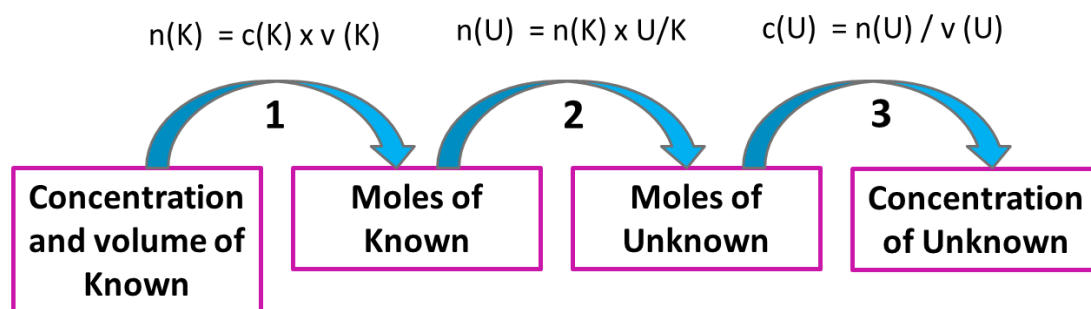 n(K) = c(K) x v (K)
n(U) = n(K) x U/K
c(U) = n(U) / v (U)
1
2
3
Concentration
and volume of
Known
Moles of
Known
Moles of
Unknown
Concentration
of Unknown